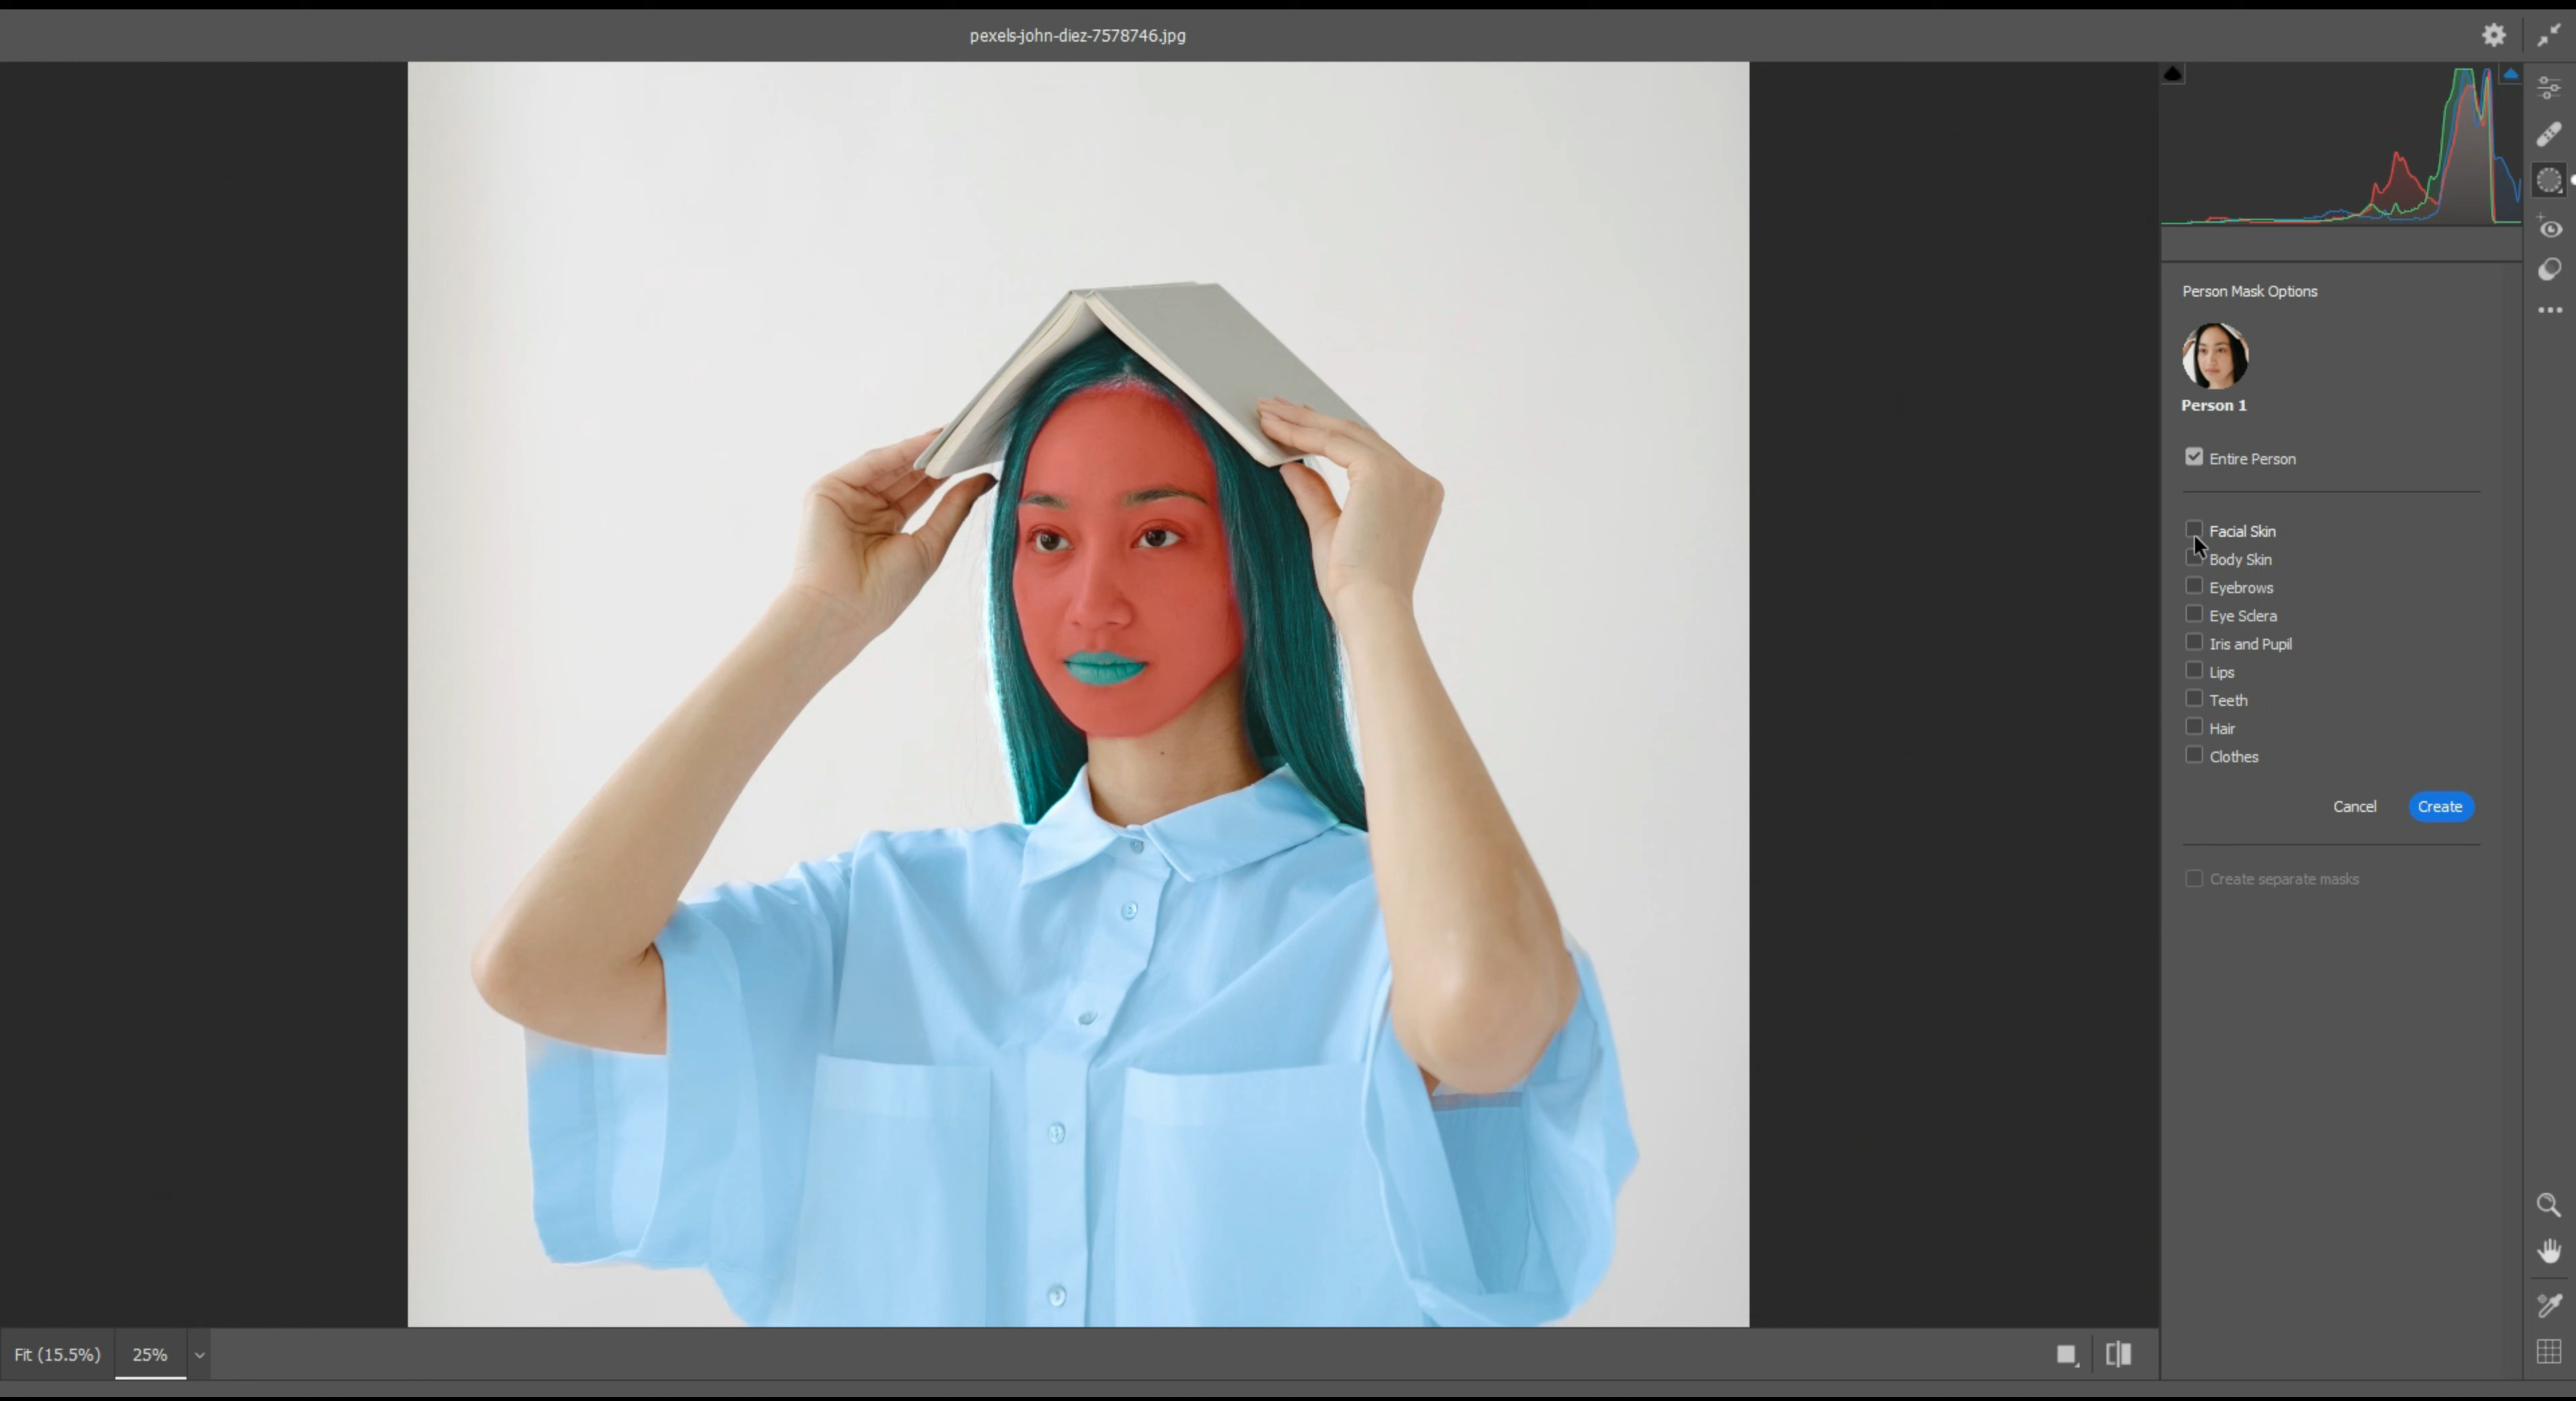 pexels-john-diez-7578746.jpg
Person Mask Options
Person 1
Entire Person
Facial Skin
Body Skin
Eyebrows
Eye Sclera
Iris and Pupil
Lips
Teeth
Hair
Clothes
Cancel Create
Create separate masks
Fit (15.5%) 25%